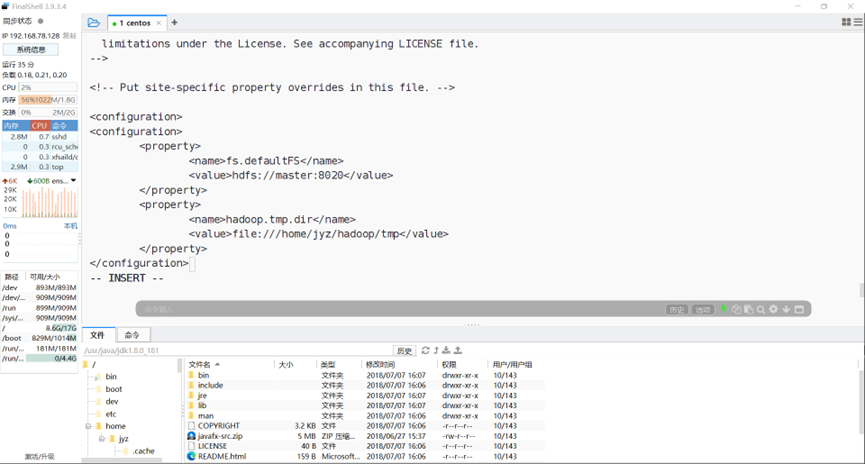 FinalShell 3.9.3.4
同步状态
IP 192.168.78.128 复制
系统信息
运行 35 分
负载 0.18, 0.21, 0.20
CPU 2%
内存 56% 1022M/1.8G
交换 0% 2M/2G
内存 CPU 命令
2.8M 0.7 sshd
0 0.3 rcu_sche
0 0.3 xfsaild/c
2.9M 0.3 top
6K 600B ens...
29K
20K
10K
0ms 本机
0
0
0
路径 可用/大小
/dev 893M/893M
/dev/... 909M/909M
/run 899M/909M
/sys/... 909M/909M
/ 8.6G/17G
/boot 829M/1014M
/run/... 181M/181M
/run/... 0/4.4G
激活/升级
1 centos × +
limitations under the License. See accompanying LICENSE file.
-->
<!-- Put site-specific property overrides in this file. -->
<configuration>
<configuration>
<property>
<name>fs.defaultFS</name>
<value>hdfs://master:8020</value>
</property>
<property>
<name>hadoop.tmp.dir</name>
<value>file:///home/jyz/hadoop/tmp</value>
</property>
</configuration>
-- INSERT --
命令输入
历史
文件 命令
/usr/java/jdk1.8.0_181 历史
/
bin
boot
dev
etc
home
jyz
.cache
文件名 大小 类型 修改时间 权限 用户/用户组
bin 文件夹 2018/07/07 16:07 drwxr-xr-x 10/143
include 文件夹 2018/07/07 16:07 drwxr-xr-x 10/143
jre 文件夹 2018/07/07 16:07 drwxr-xr-x 10/143
lib 文件夹 2018/07/07 16:07 drwxr-xr-x 10/143
man 文件夹 2018/07/07 16:06 drwxr-xr-x 10/143
COPYRIGHT 3.2 KB 文件 2018/07/07 16:06 -r--r--r-- 10/143
javafx-src.zip 5 MB ZIP 压缩... 2018/06/27 15:37 -rw-r--r-- 10/143
LICENSE 40 B 文件 2018/07/07 16:06 -r--r--r-- 10/143
README.html 159 B Microsoft... 2018/07/07 16:06 -r--r--r-- 10/143